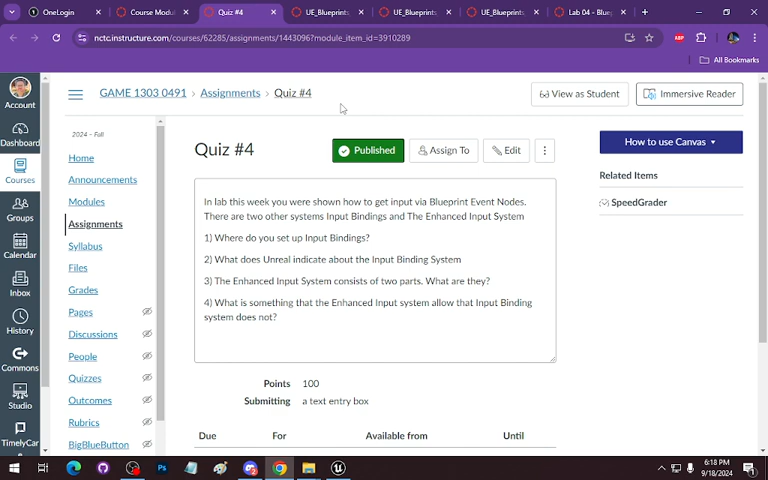 OneLogin
Course Modul
Quiz #4
UE_Blueprints
UE_Blueprints
UE_Blueprints
Lab 04 - Bluep
nctc.instructure.com/courses/62285/assignments/1443096?module_item_id=3910289
All Bookmarks
GAME 1303 0491 › Assignments › Quiz #4
View as Student
Immersive Reader
Account
Dashboard
Courses
Groups
Calendar
Inbox
History
Commons
Studio
TimelyCar
2024 - Fall
Home
Announcements
Modules
Assignments
Syllabus
Files
Grades
Pages
Discussions
People
Quizzes
Outcomes
Rubrics
BigBlueButton
Quiz #4
Published
Assign To
Edit
In lab this week you were shown how to get input via Blueprint Event Nodes.
There are two other systems Input Bindings and The Enhanced Input System
1) Where do you set up Input Bindings?
2) What does Unreal indicate about the Input Binding System
3) The Enhanced Input System consists of two parts. What are they?
4) What is something that the Enhanced Input system allow that Input Binding
system does not?
Points 100
Submitting a text entry box
Due For Available from Until
How to use Canvas
Related Items
SpeedGrader
6:18 PM
9/18/2024